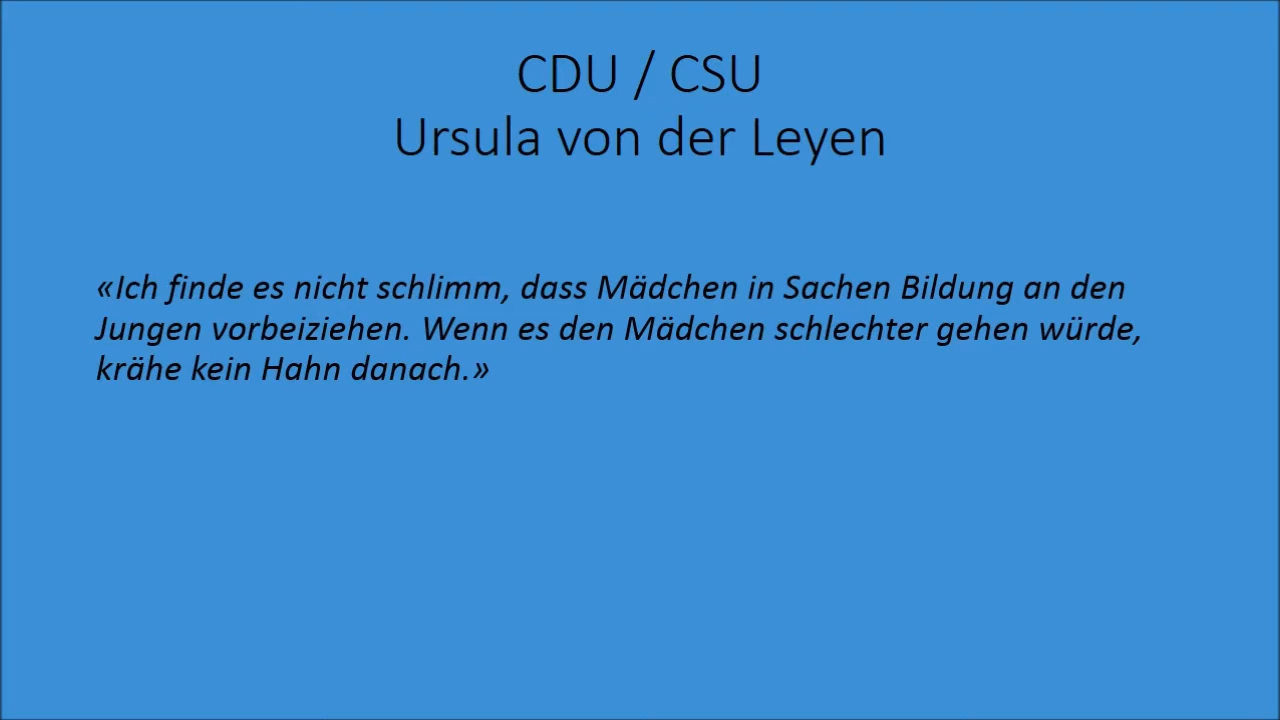 CDU / CSU
Ursula von der Leyen
«Ich finde es nicht schlimm, dass Mädchen in Sachen Bildung an den
Jungen vorbeiziehen. Wenn es den Mädchen schlechter gehen würde,
krähe kein Hahn danach.»